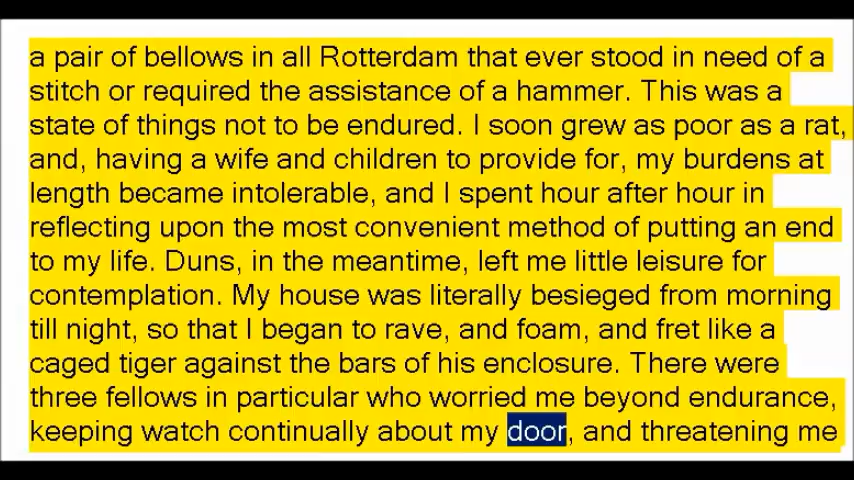 a pair of bellows in all Rotterdam that ever stood in need of a
stitch or required the assistance of a hammer. This was a
state of things not to be endured. I soon grew as poor as a rat,
and, having a wife and children to provide for, my burdens at
length became intolerable, and I spent hour after hour in
reflecting upon the most convenient method of putting an end
to my life. Duns, in the meantime, left me little leisure for
contemplation. My house was literally besieged from morning
till night, so that I began to rave, and foam, and fret like a
caged tiger against the bars of his enclosure. There were
three fellows in particular who worried me beyond endurance,
keeping watch continually about my door, and threatening me